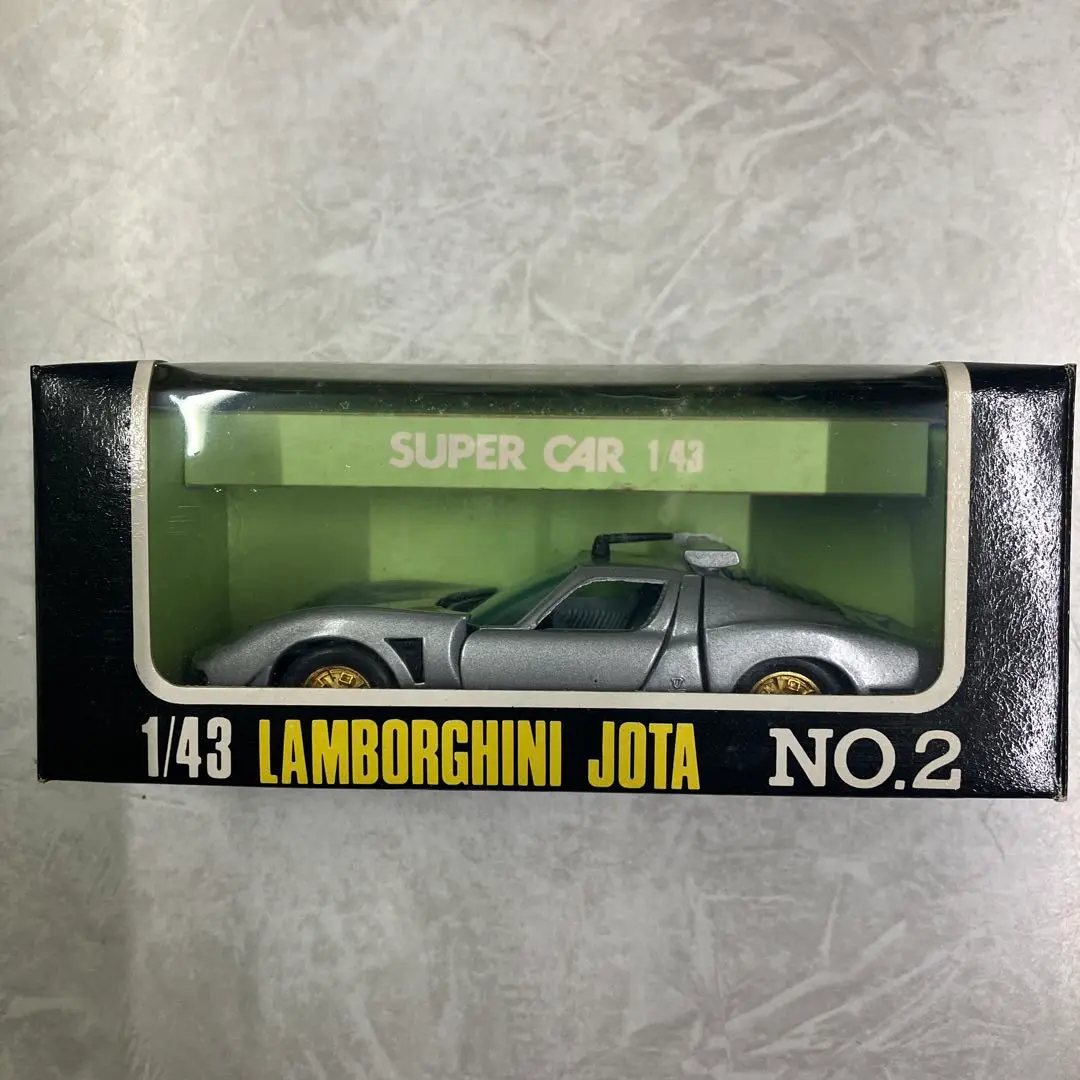 SUPER CAR 1 43
1/43 LAMBORGHINI JOTA NO.2